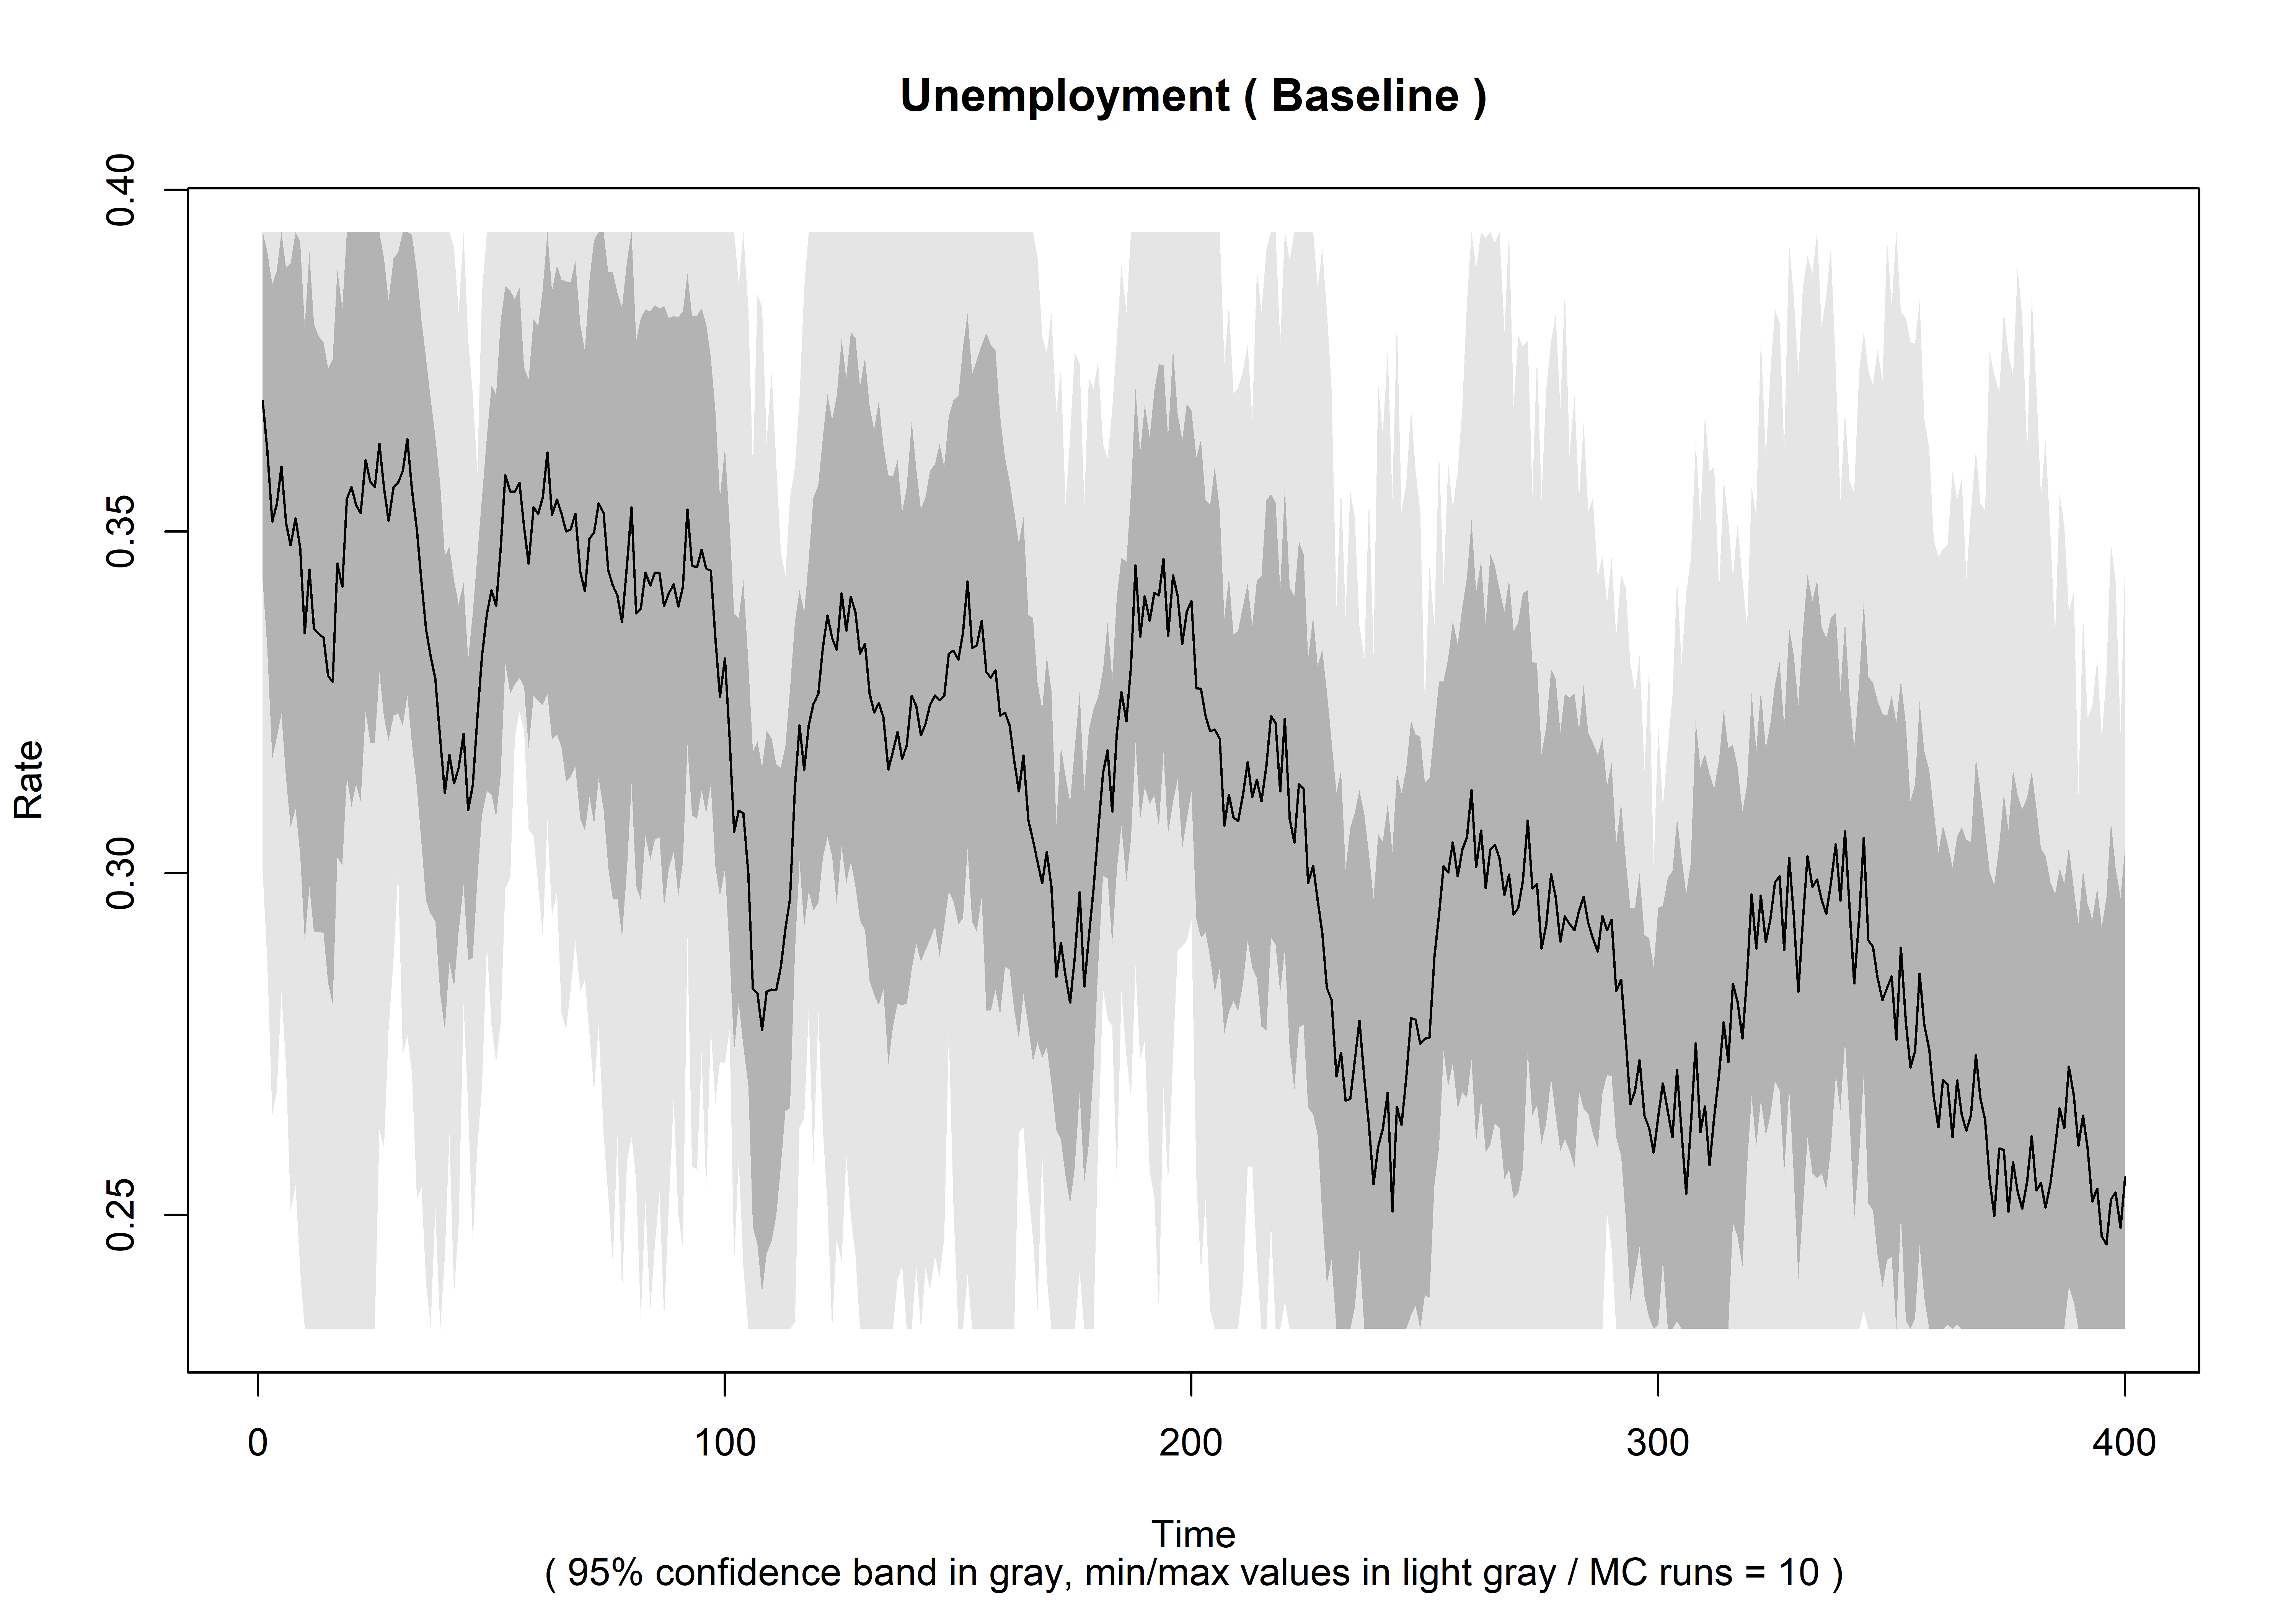 Unemployment ( Baseline )
0.40
0.35
0.30
0.25
Rate
0 100 200 300 400
Time
( 95% confidence band in gray, min/max values in light gray / MC runs = 10 )